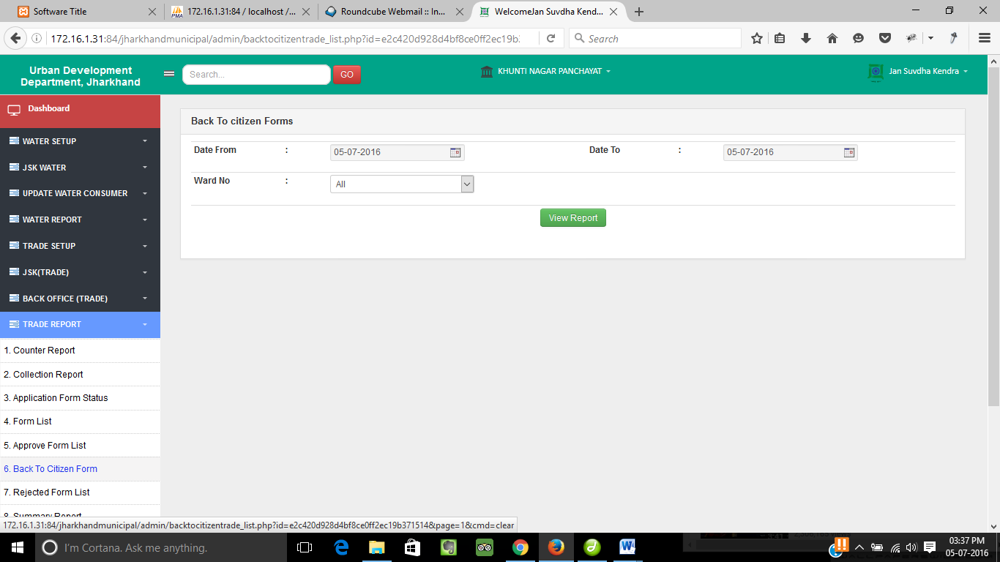 Software Title
172.16.1.31:84 / localhost /...
Roundcube Webmail :: In...
WelcomeJan Suvdha Kend...
172.16.1.31:84/jharkhandmunicipal/admin/backtocitizentrade_list.php?id=e2c420d928d4bf8ce0ff2ec19b
Search
Urban Development
Department, Jharkhand
Search...
GO
KHUNTI NAGAR PANCHAYAT
Jan Suvdha Kendra
Dashboard
WATER SETUP
JSK WATER
UPDATE WATER CONSUMER
WATER REPORT
TRADE SETUP
JSK(TRADE)
BACK OFFICE (TRADE)
TRADE REPORT
1. Counter Report
2. Collection Report
3. Application Form Status
4. Form List
5. Approve Form List
6. Back To Citizen Form
7. Rejected Form List
8. Summary Report
Back To citizen Forms
Date From : 05-07-2016
Date To : 05-07-2016
Ward No : All
View Report
172.16.1.31:84/jharkhandmunicipal/admin/backtocitizentrade_list.php?id=e2c420d928d4bf8ce0ff2ec19b371514&page=1&cmd=clear
I'm Cortana. Ask me anything.
03:37 PM
05-07-2016